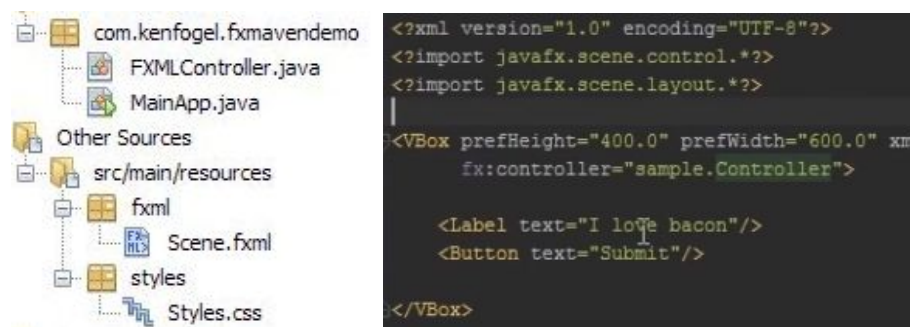 com.kenfogel.fxmavendemo
FXMLController.java
MainApp.java
Other Sources
src/main/resources
fxml
Scene.fxml
styles
Styles.css
<?xml version="1.0" encoding="UTF-8"?>
<?import javafx.scene.control.*?>
<?import javafx.scene.layout.*?>
<VBox prefHeight="400.0" prefWidth="600.0" xm
fx:controller="sample.Controller">
<Label text="I love bacon"/>
<Button text="Submit"/>
</VBox>